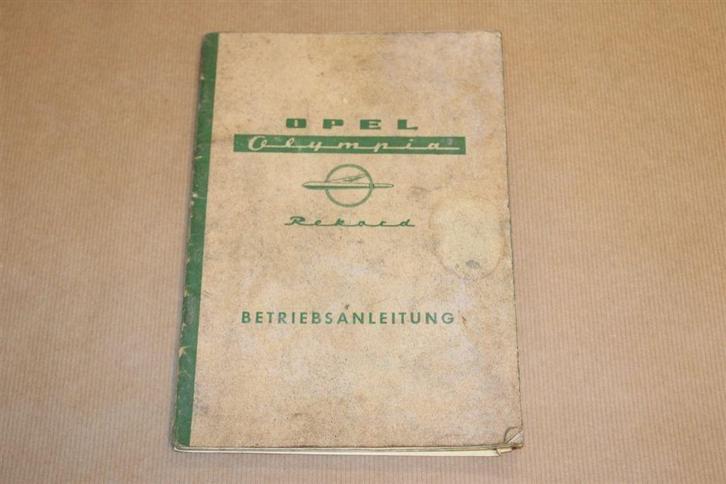 OPEL
Olympia
Rekord
BETRIEBSANLEITUNG